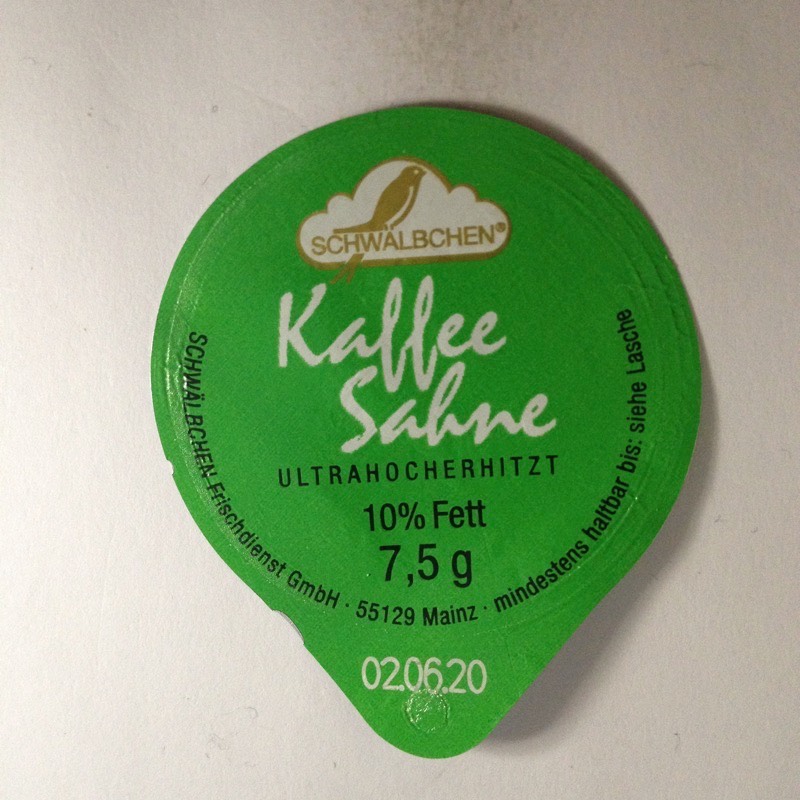 SCHWÄLBCHEN®
Kaffee
Sahne
ULTRAHOCHERHITZT
10% Fett
7,5 g
SCHWÄLBCHEN Frischdienst GmbH · 55129 Mainz · mindestens haltbar bis: siehe Lasche
02.06.20